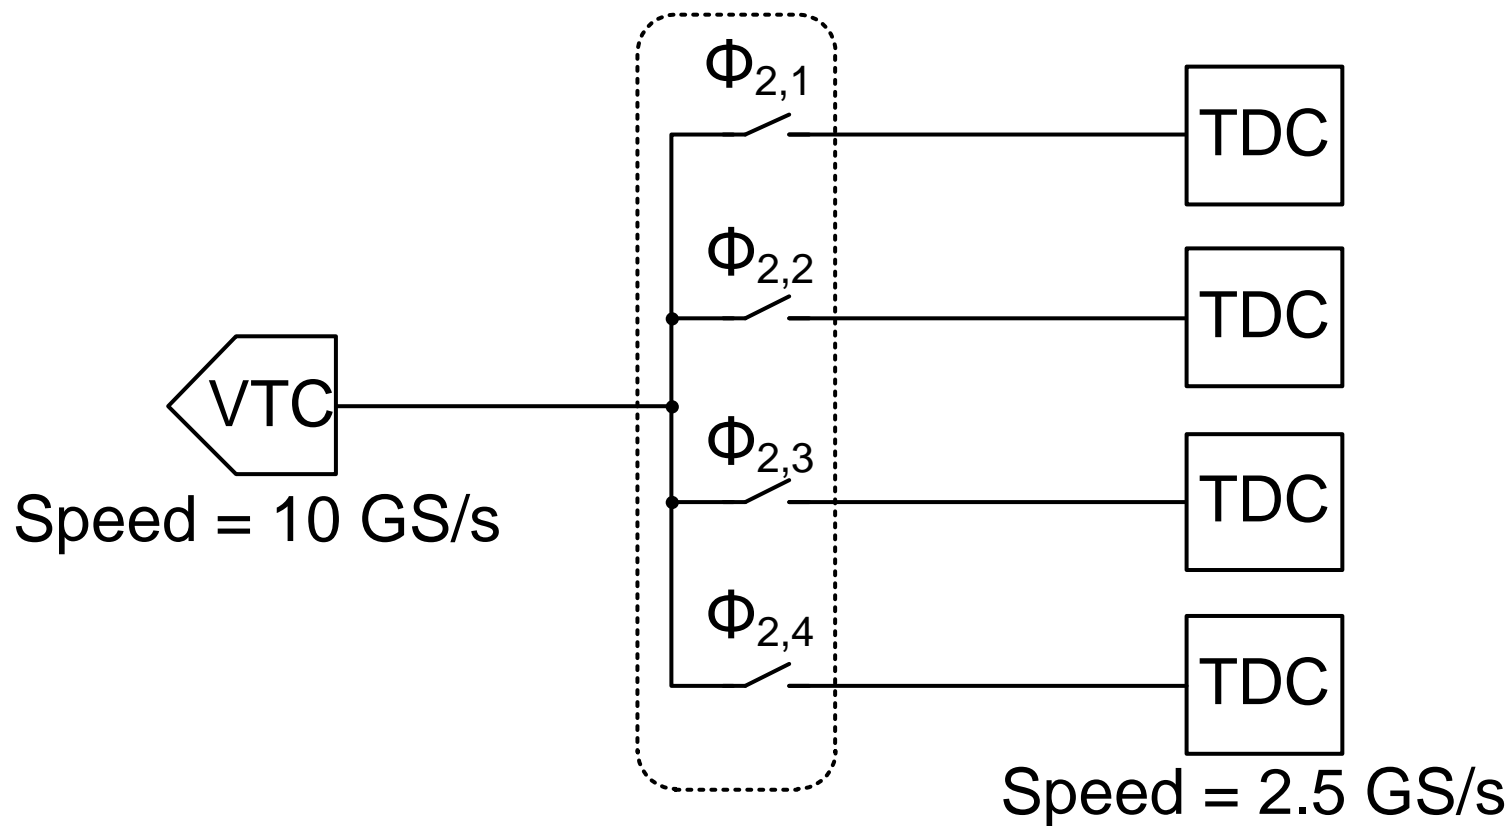 Φ2,1
TDC
Φ2,2
TDC
VTC
Speed = 10 GS/s
Φ2,3
TDC
Φ2,4
TDC
Speed = 2.5 GS/s